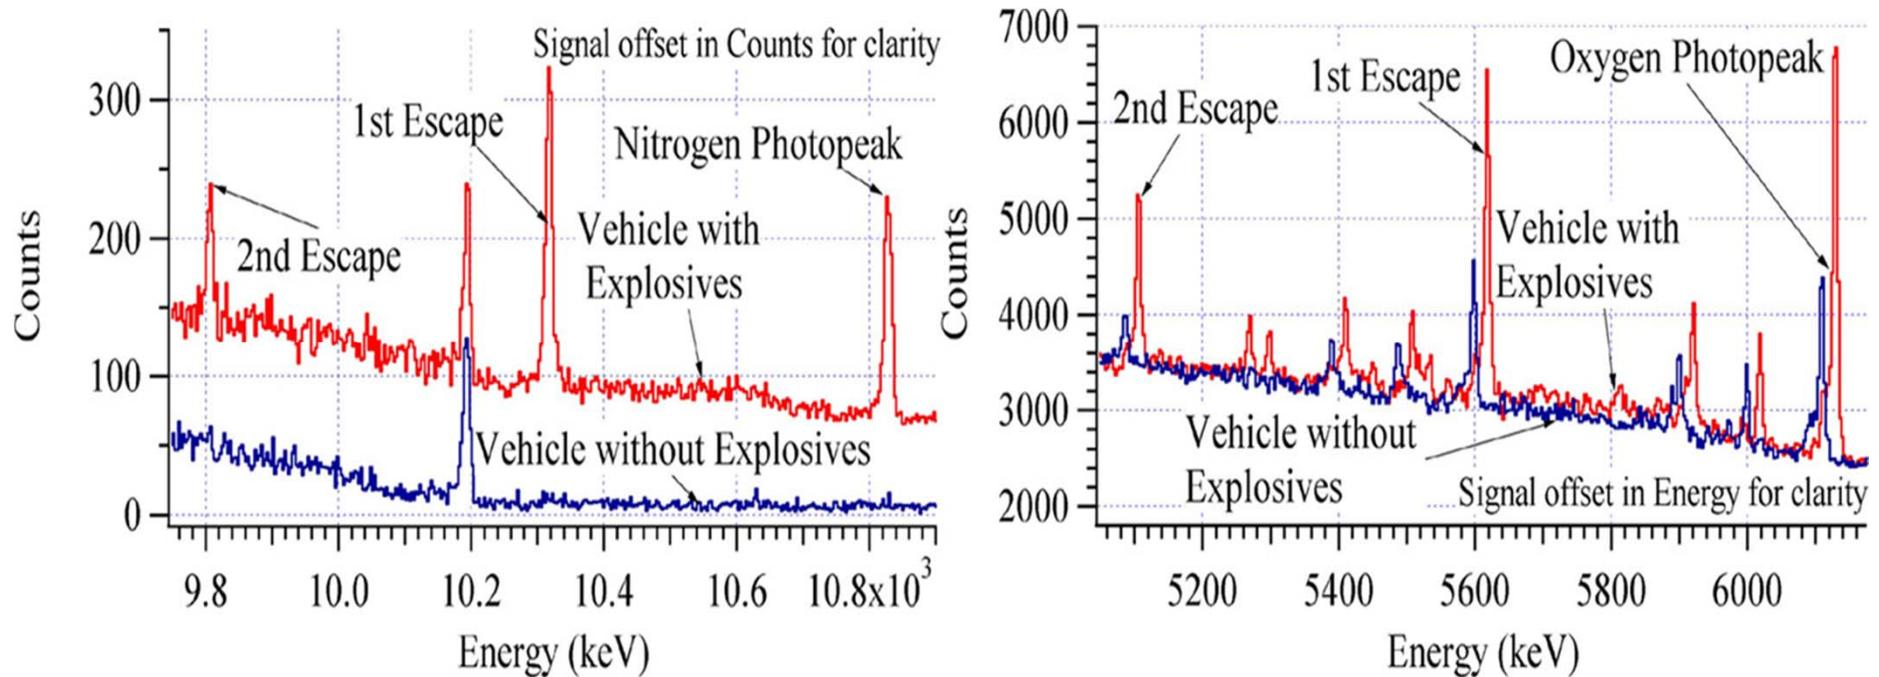 Signal offset in Counts for clarity
300
1st Escape
Nitrogen Photopeak
Vehicle with
Explosives
200
2nd Escape
Counts
100
Vehicle without Explosives
0
9.8 10.0 10.2 10.4 10.6 10.8x10³
Energy (keV)
7000
Oxygen Photopeak
1st Escape
2nd Escape
6000
5000
Vehicle with
Explosives
Counts
4000
3000
Vehicle without
Explosives
Signal offset in Energy for clarity
2000
5200 5400 5600 5800 6000
Energy (keV)